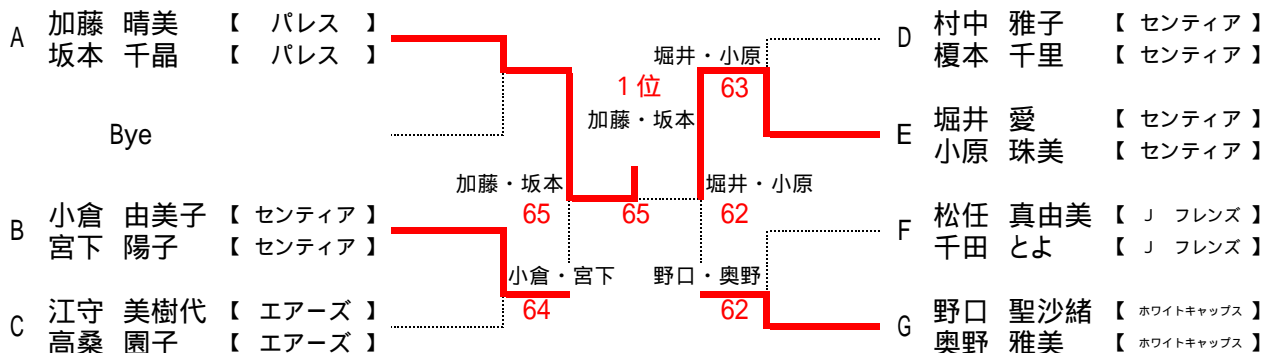 A 加藤 晴美 【 パレス 】
坂本 千晶 【 パレス 】
Bye
B 小倉 由美子 【 センティア 】
宮下 陽子 【 センティア 】
C 江守 美樹代 【 エアーズ 】
高桑 園子 【 エアーズ 】
加藤・坂本
65
小倉・宮下
64
1位
加藤・坂本
65
堀井・小原
63
堀井・小原
62
野口・奥野
62
D 村中 雅子 【 センティア 】
榎本 千里 【 センティア 】
E 堀井 愛 【 センティア 】
小原 珠美 【 センティア 】
F 松任 真由美 【 J フレンズ 】
千田 とよ 【 J フレンズ 】
G 野口 聖沙緒 【 ホワイトキャップス 】
奥野 雅美 【 ホワイトキャップス 】